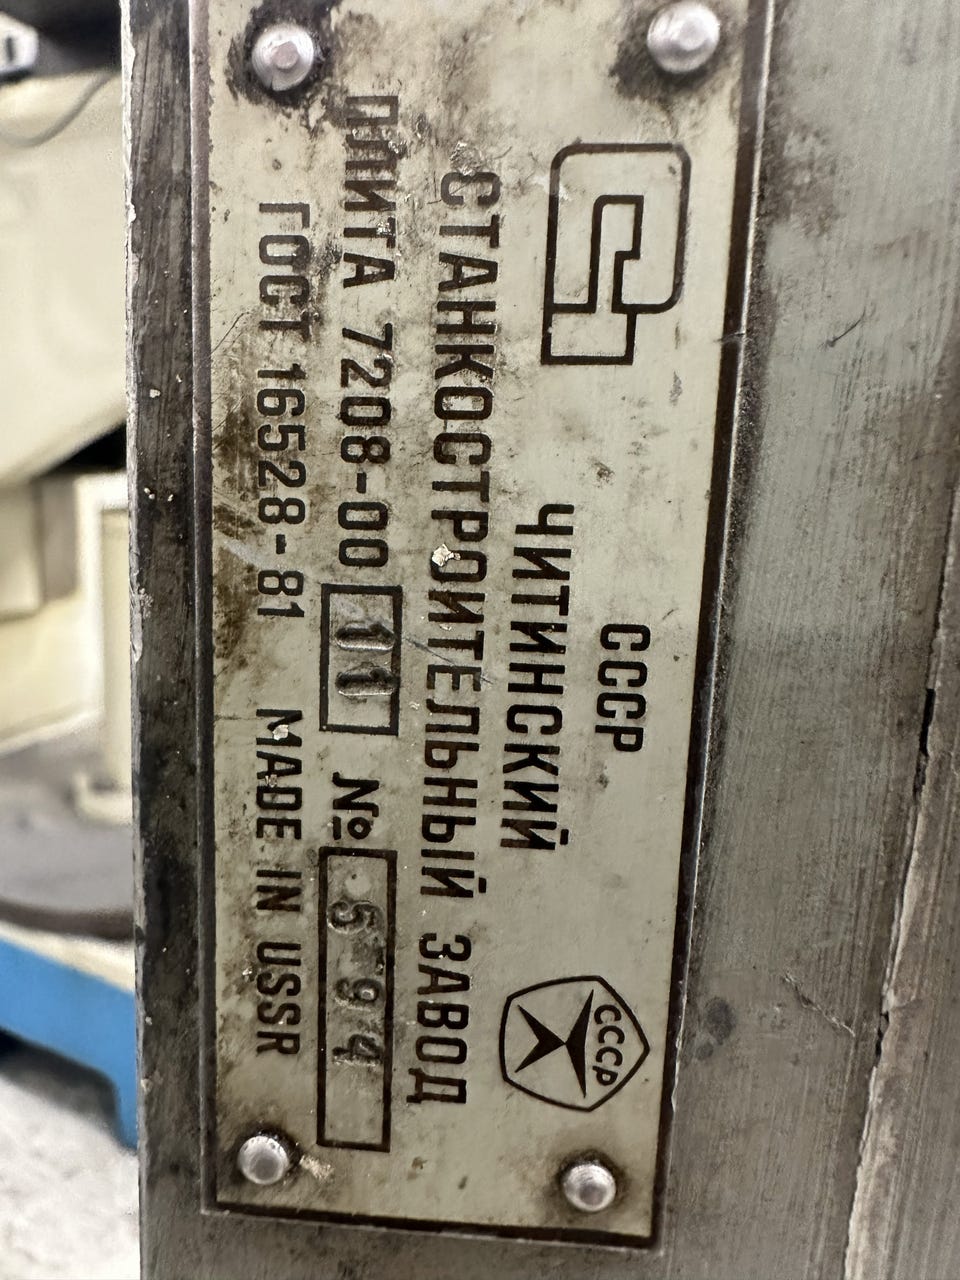 СССР
ЧИТИНСКИЙ
СТАНКОСТРОИТЕЛЬНЫЙ ЗАВОД
ПЛИТА 7208-00 11 № 594
ГОСТ 16528-81 MADE IN USSR
СССР